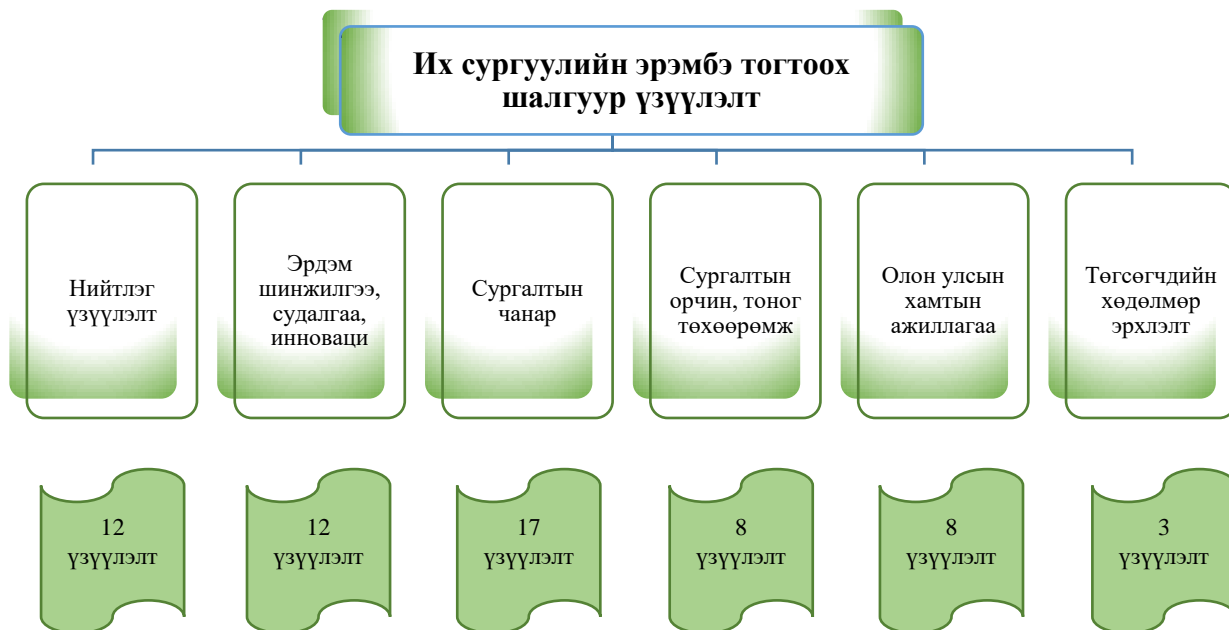 Их сургуулийн эрэмбэ тогтоох
шалгуур үзүүлэлт
Нийтлэг
үзүүлэлт
Эрдэм
шинжилгээ,
судалгаа,
инноваци
Сургалтын
чанар
Сургалтын
орчин, тоног
төхөөрөмж
Олон улсын
хамтын
ажиллагаа
Төгсөгчдийн
хөдөлмөр
эрхлэлт
12
үзүүлэлт
12
үзүүлэлт
17
үзүүлэлт
8
үзүүлэлт
8
үзүүлэлт
3
үзүүлэлт